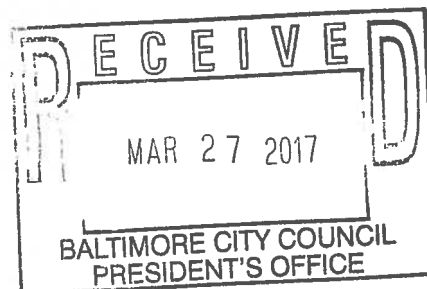 RECEIVED
MAR 27 2017
BALTIMORE CITY COUNCIL
PRESIDENT'S OFFICE